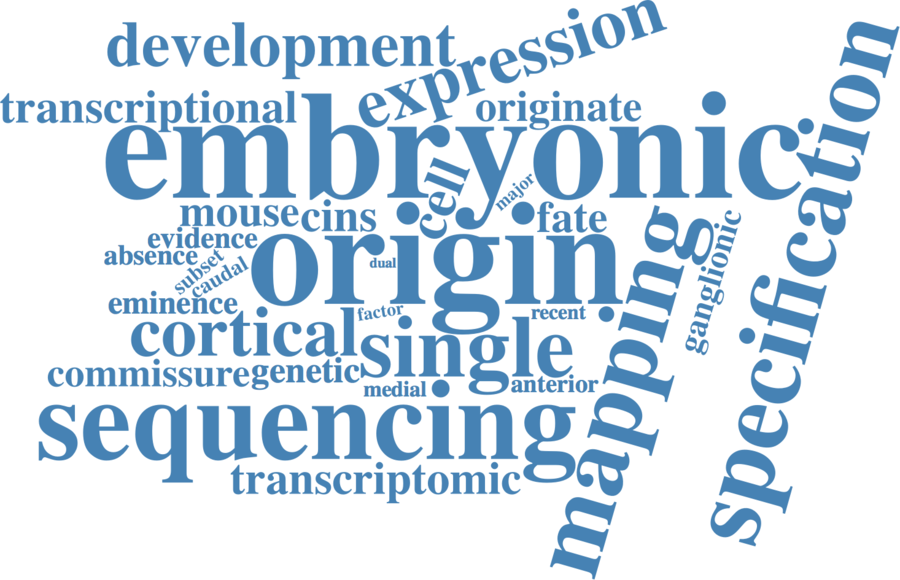 development
expression
transcriptional
originate
embryonic
specification
cell
major
mouse
cins
fate
evidence
origin
absence
subset
caudal
dual
mapping
ganglionic
eminence
factor
recent
cortical
single
commissure
genetic
medial
anterior
sequencing
transcriptomic